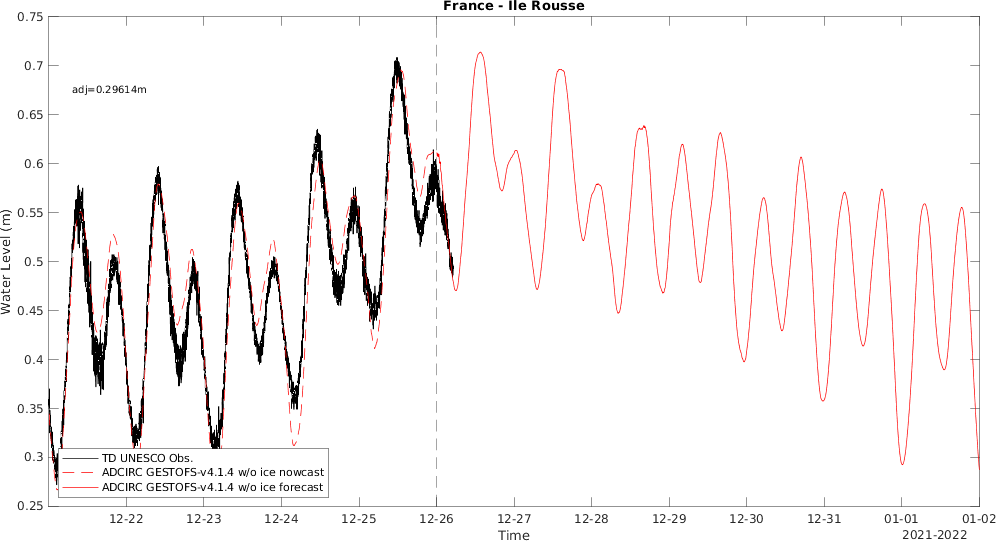 France - Ile Rousse
0.75
0.7
0.65
0.6
0.55
0.5
0.45
0.4
0.35
0.3
0.25
Water Level (m)
adj=0.29614m
TD UNESCO Obs.
ADCIRC GESTOFS-v4.1.4 w/o ice nowcast
ADCIRC GESTOFS-v4.1.4 w/o ice forecast
12-22 12-23 12-24 12-25 12-26 12-27 12-28 12-29 12-30 12-31 01-01 01-02
Time
2021-2022